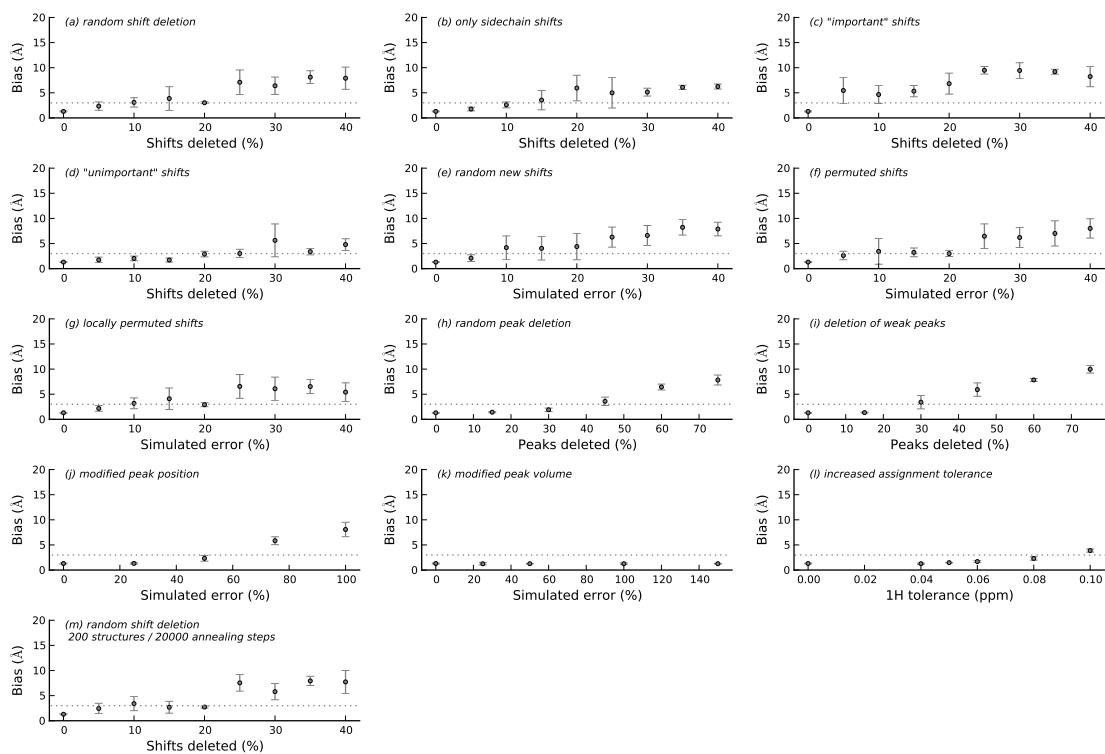 (a) random shift deletion
20
15
10
5
0
Bias (Å)
0 10 20 30 40
Shifts deleted (%)
(b) only sidechain shifts
20
15
10
5
0
Bias (Å)
0 10 20 30 40
Shifts deleted (%)
(c) "important" shifts
20
15
10
5
0
Bias (Å)
0 10 20 30 40
Shifts deleted (%)
(d) "unimportant" shifts
20
15
10
5
0
Bias (Å)
0 10 20 30 40
Shifts deleted (%)
(e) random new shifts
20
15
10
5
0
Bias (Å)
0 10 20 30 40
Simulated error (%)
(f) permuted shifts
20
15
10
5
0
Bias (Å)
0 10 20 30 40
Simulated error (%)
(g) locally permuted shifts
20
15
10
5
0
Bias (Å)
0 10 20 30 40
Simulated error (%)
(h) random peak deletion
20
15
10
5
0
Bias (Å)
0 10 20 30 40 50 60 70
Peaks deleted (%)
(i) deletion of weak peaks
20
15
10
5
0
Bias (Å)
0 10 20 30 40 50 60 70
Peaks deleted (%)
(j) modified peak position
20
15
10
5
0
Bias (Å)
0 20 40 60 80 100
Simulated error (%)
(k) modified peak volume
20
15
10
5
0
Bias (Å)
0 20 40 60 80 100 120 140
Simulated error (%)
(l) increased assignment tolerance
20
15
10
5
0
Bias (Å)
0.00 0.02 0.04 0.06 0.08 0.10
1H tolerance (ppm)
(m) random shift deletion
200 structures / 20000 annealing steps
20
15
10
5
0
Bias (Å)
0 10 20 30 40
Shifts deleted (%)